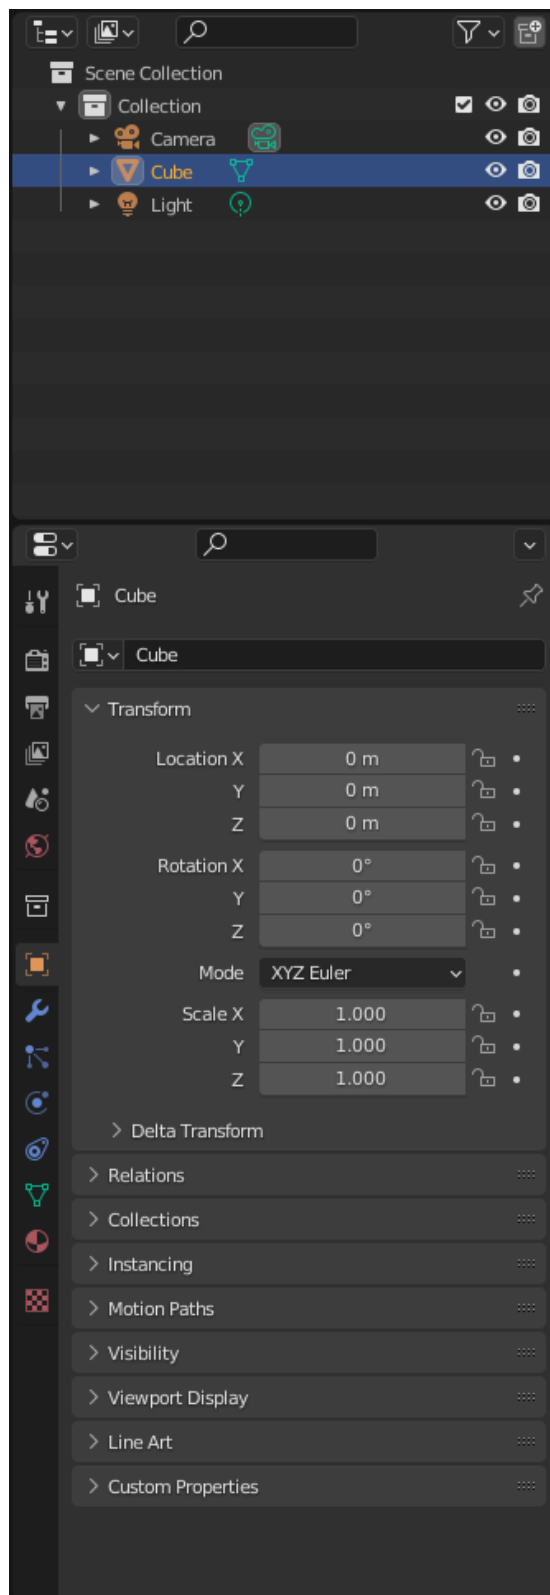 Scene Collection
Collection
Camera
Cube
Light
Cube
Cube
Transform
Location X 0 m
Y 0 m
Z 0 m
Rotation X 0°
Y 0°
Z 0°
Mode XYZ Euler
Scale X 1.000
Y 1.000
Z 1.000
Delta Transform
Relations
Collections
Instancing
Motion Paths
Visibility
Viewport Display
Line Art
Custom Properties